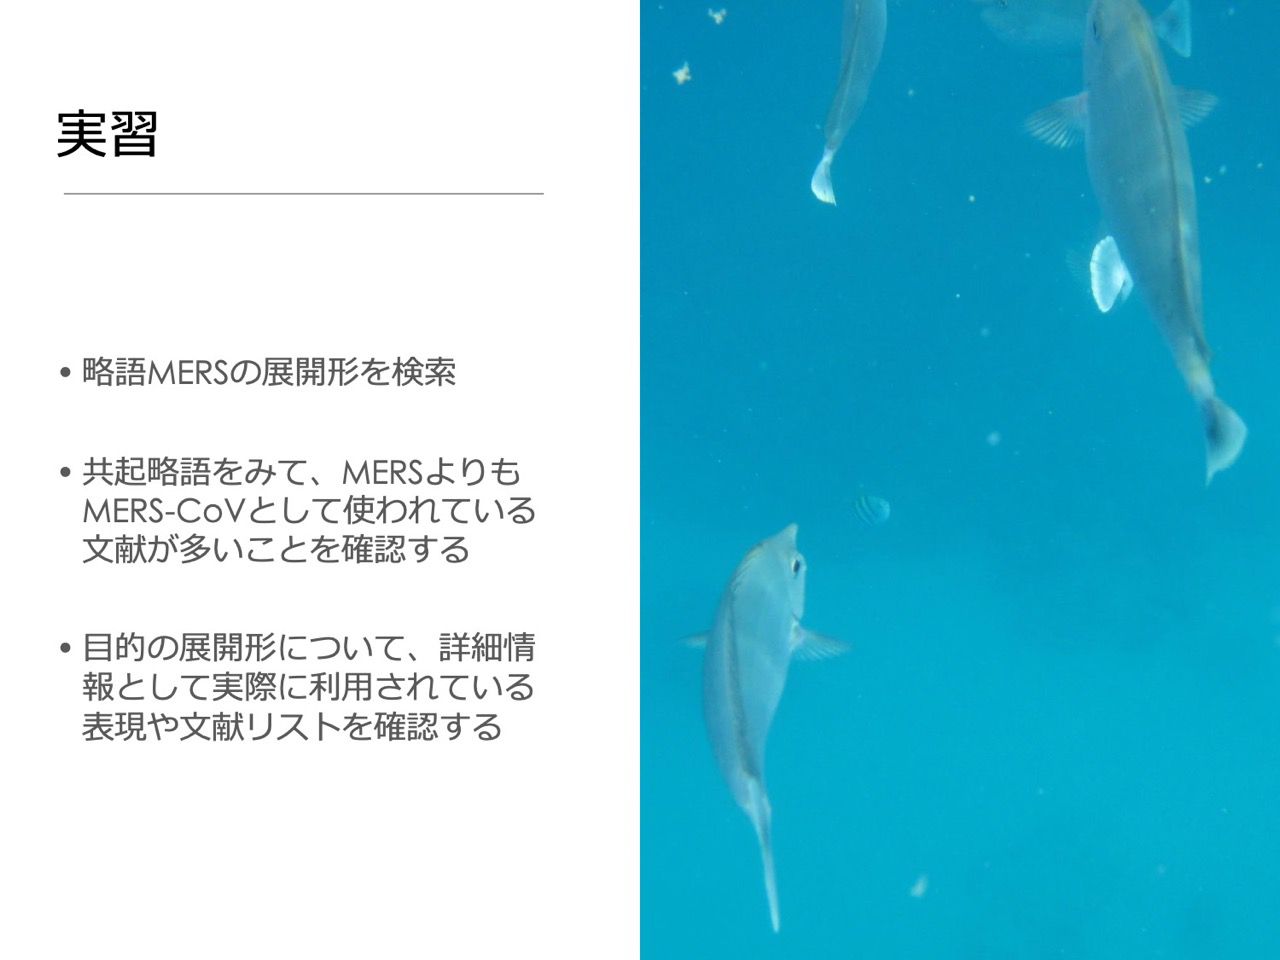 実習
• 略語MERSの展開形を検索
• 共起略語をみて、MERSよりも
MERS-CoVとして使われている
文献が多いことを確認する
• 目的の展開形について、詳細情
報として実際に利用されている
表現や文献リストを確認する